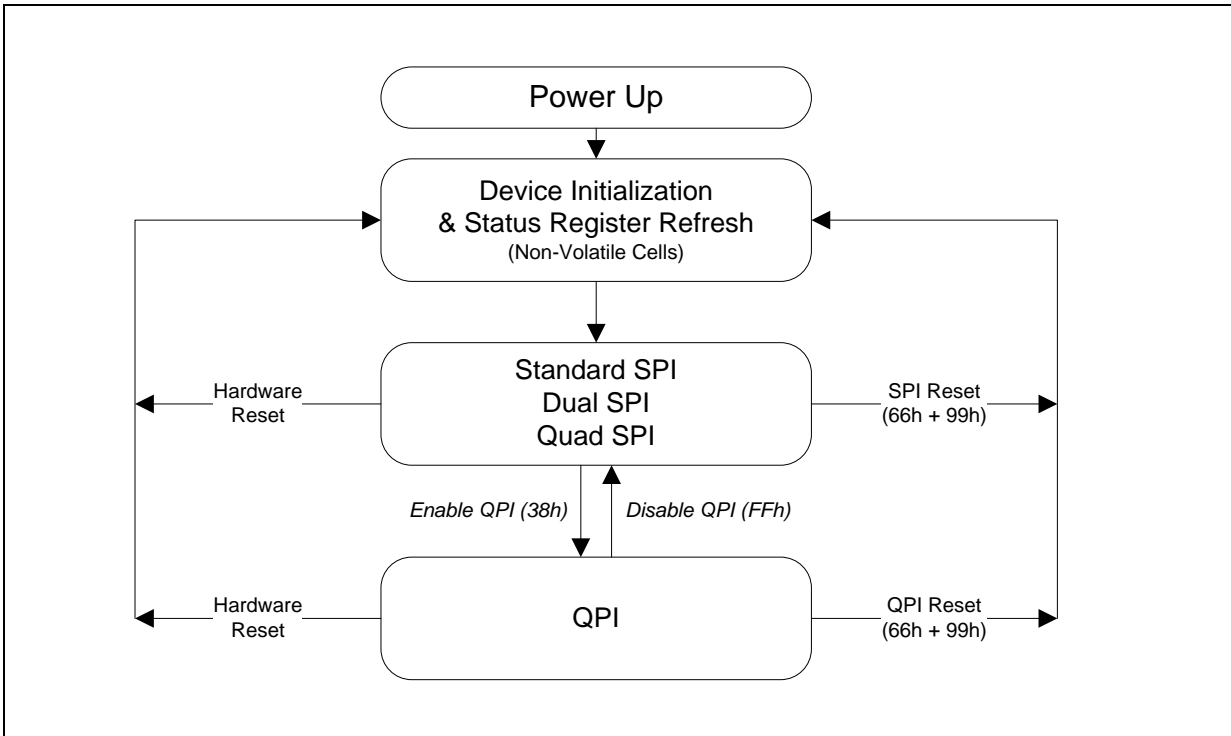 Power Up
Device Initialization
& Status Register Refresh
(Non-Volatile Cells)
Standard SPI
Dual SPI
Quad SPI
Hardware
Reset
SPI Reset
(66h + 99h)
Enable QPI (38h)
Disable QPI (FFh)
QPI
Hardware
Reset
QPI Reset
(66h + 99h)